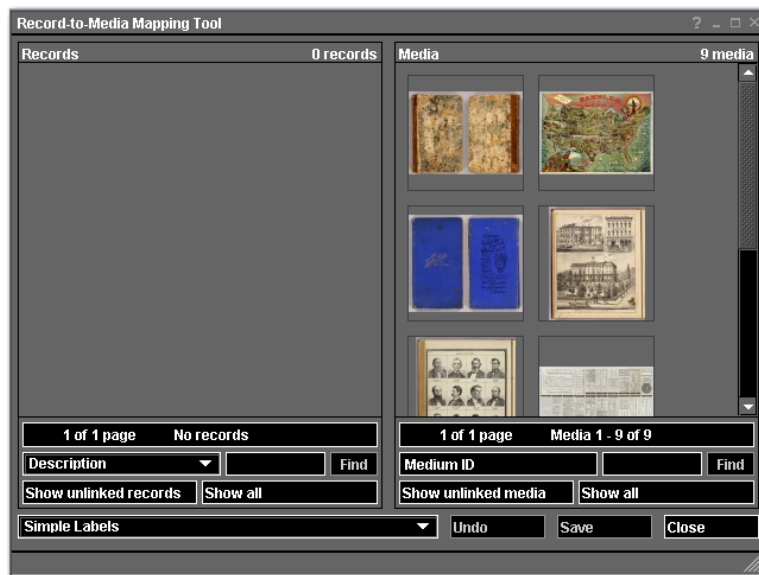 Record-to-Media Mapping Tool
Records 0 records
Media 9 media
1 of 1 page No records
1 of 1 page Media 1 - 9 of 9
Description Find
Medium ID Find
Show unlinked records Show all
Show unlinked media Show all
Simple Labels Undo Save Close